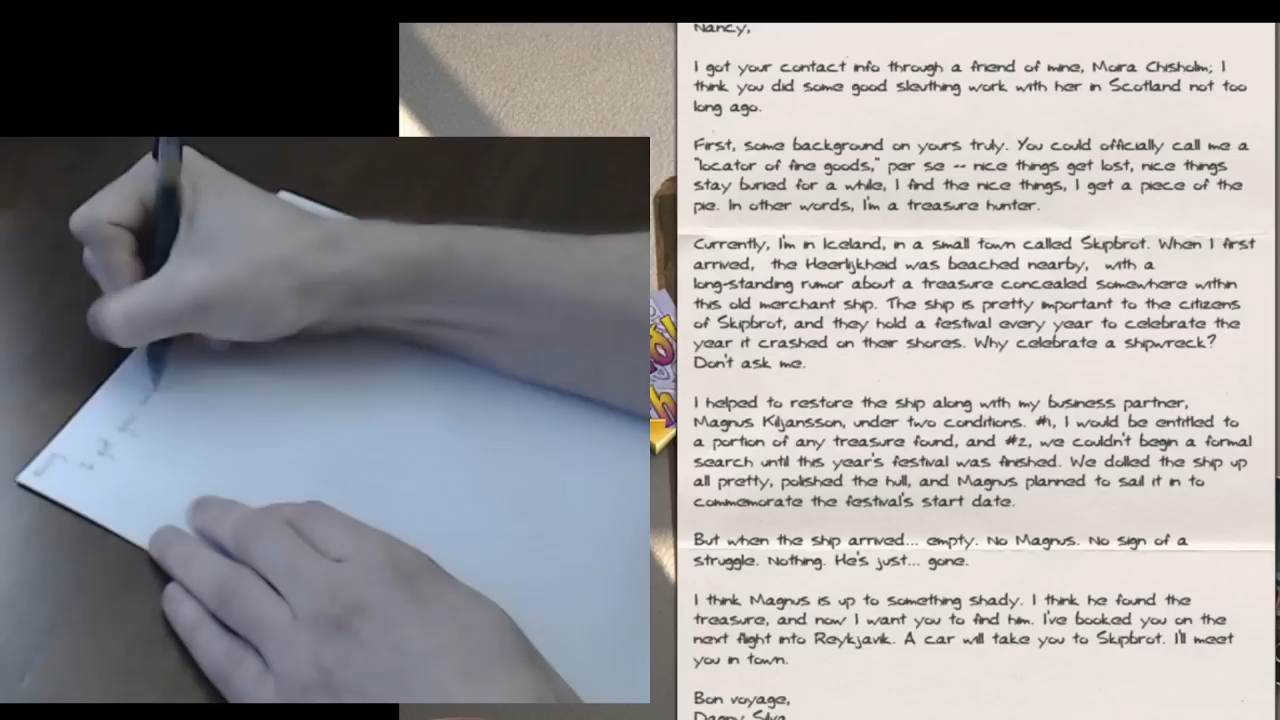 Nancy,
I got your contact info through a friend of mine, Moira Chisholm; I
think you did some good sleuthing work with her in Scotland not too
long ago.
First, some background on yours truly. You could officially call me a
"locator of fine goods," per se -- nice things get lost, nice things
stay buried for a while, I find the nice things, I get a piece of the
pie. In other words, I'm a treasure hunter.
Currently, I'm in Iceland, in a small town called Skipbrot. When I first
arrived, the Heerlijkheid was beached nearby, with a
long-standing rumor about a treasure concealed somewhere within
this old merchant ship. The ship is pretty important to the citizens
of Skipbrot, and they hold a festival every year to celebrate the
year it crashed on their shores. Why celebrate a shipwreck?
Don't ask me.
I helped to restore the ship along with my business partner,
Magnus Kiljansson, under two conditions. #1, I would be entitled to
a portion of any treasure found, and #2, we couldn't begin a formal
search until this year's festival was finished. We dolled the ship up
all pretty, polished the hull, and Magnus planned to sail it in to
commemorate the festival's start date.
But when the ship arrived... empty. No Magnus. No sign of a
struggle. Nothing. He's just... gone.
I think Magnus is up to something shady. I think he found the
treasure, and now I want you to find him. I've booked you on the
next flight into Reykjavik. A car will take you to Skipbrot. I'll meet
you in town.
Bon voyage,
Dagny Silva